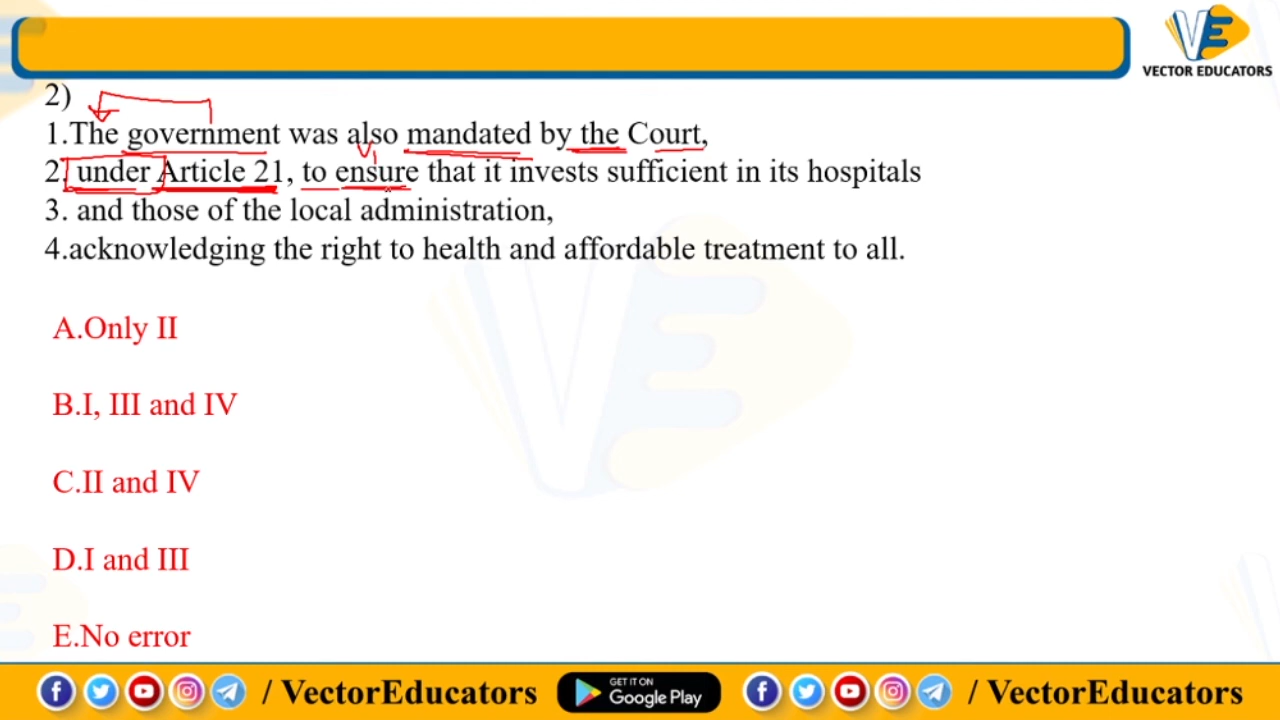 VECTOR EDUCATORS
2)
1.The government was also mandated by the Court,
2. under Article 21, to ensure that it invests sufficient in its hospitals
3. and those of the local administration,
4.acknowledging the right to health and affordable treatment to all.
A.Only II
B.I, III and IV
C.II and IV
D.I and III
E.No error
/ VectorEducators GET IT ON Google Play / VectorEducators